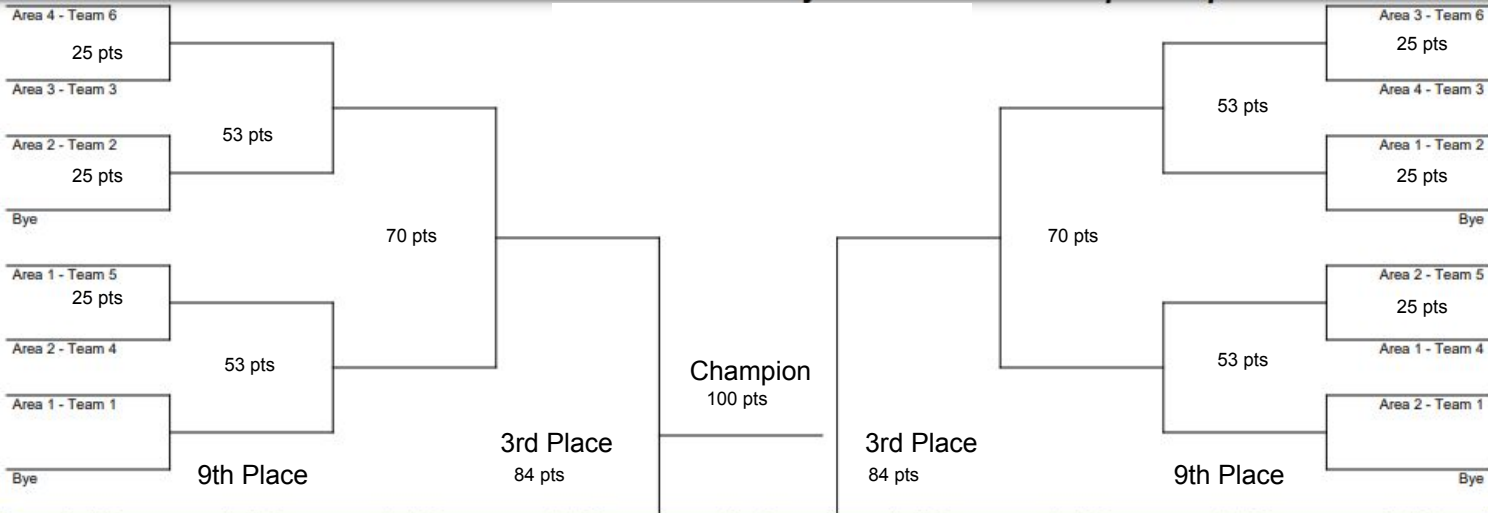 Area 4 - Team 6
25 pts
Area 3 - Team 3
53 pts
Area 2 - Team 2
25 pts
Bye
70 pts
Area 1 - Team 5
25 pts
Area 2 - Team 4
53 pts
Area 1 - Team 1
Bye
9th Place
3rd Place
84 pts
Champion
100 pts
3rd Place
84 pts
Area 3 - Team 6
25 pts
Area 4 - Team 3
53 pts
Area 1 - Team 2
25 pts
Bye
70 pts
Area 2 - Team 5
25 pts
Area 1 - Team 4
53 pts
Area 2 - Team 1
Bye
9th Place